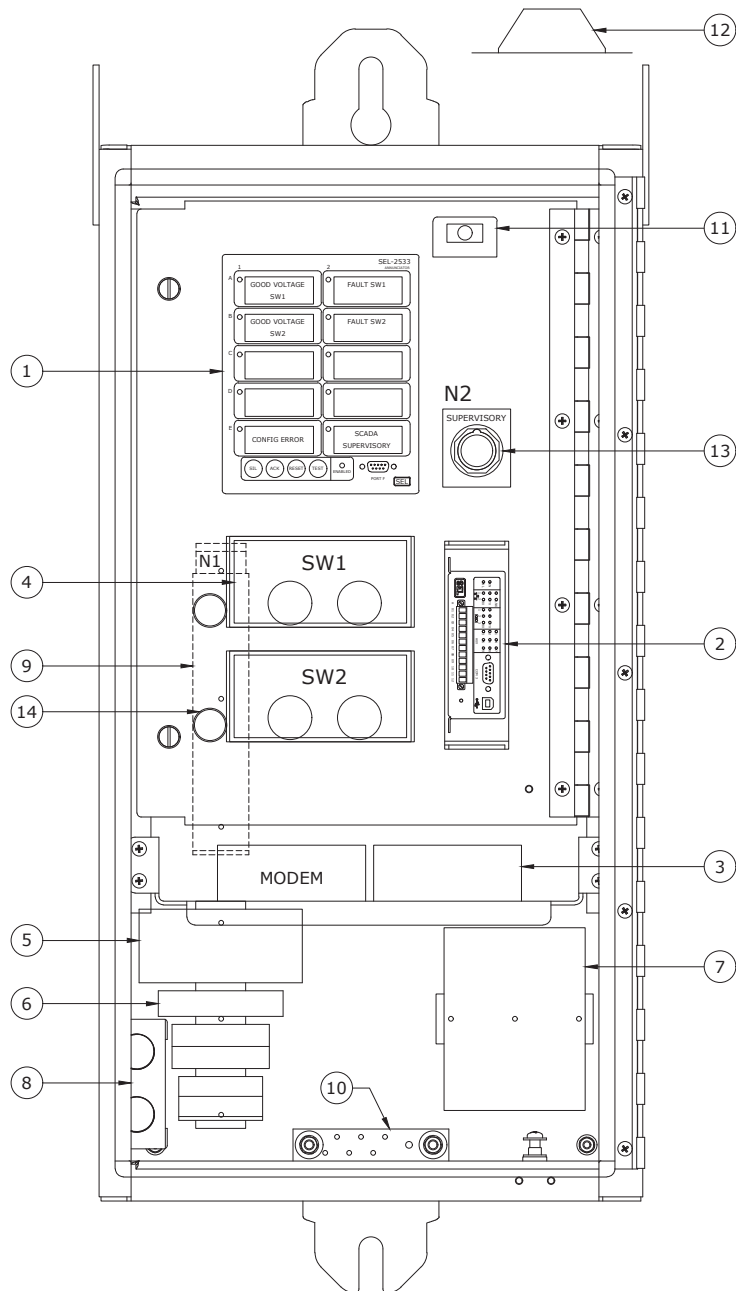 12
11
SEL-2533
ANNUNCIATOR
1 2
A GOOD VOLTAGE SW1 FAULT SW1
B GOOD VOLTAGE SW2 FAULT SW2
C
D
E CONFIG ERROR SCADA SUPERVISORY
SIL ACK RESET TEST ENABLED
PORT F
SEL
1
N2
SUPERVISORY
13
N1
SW1
4
2
9
SW2
14
MODEM
3
5
7
6
8
10